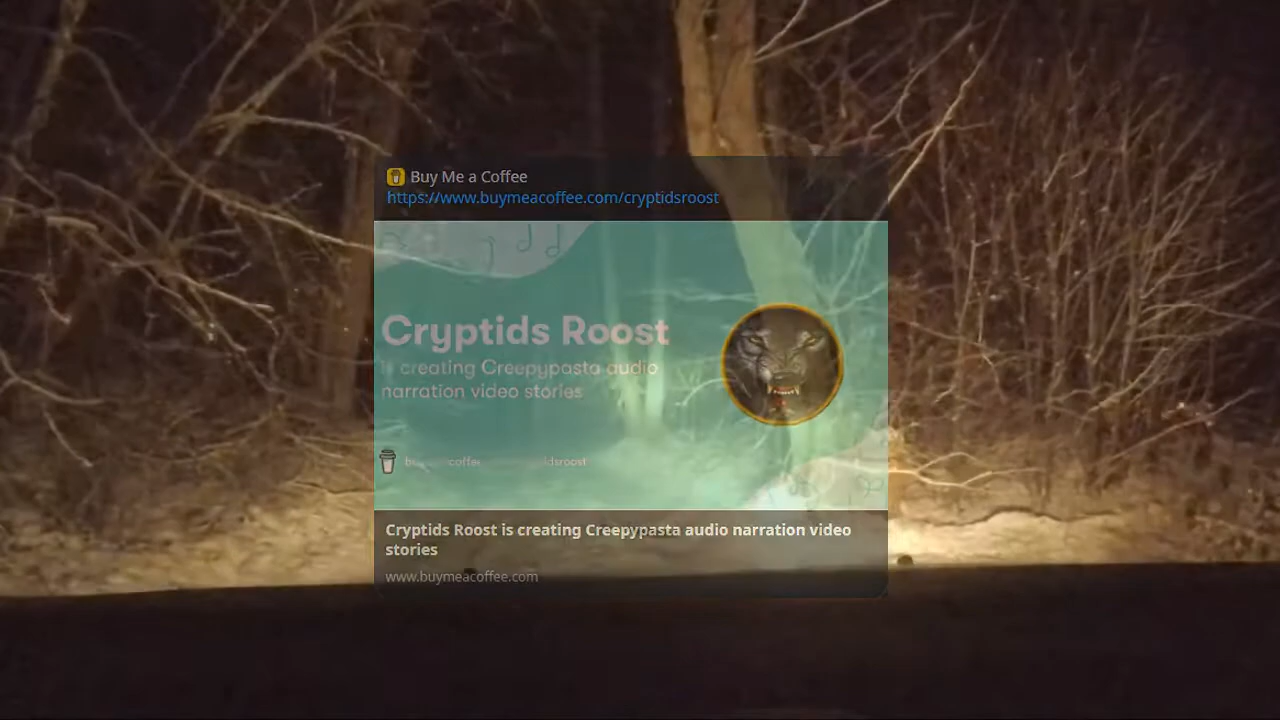 Buy Me a Coffee
https://www.buymeacoffee.com/cryptidsroost
Cryptids Roost
is creating Creepypasta audio
narration video stories
Cryptids Roost is creating Creepypasta audio narration video
stories
www.buymeacoffee.com